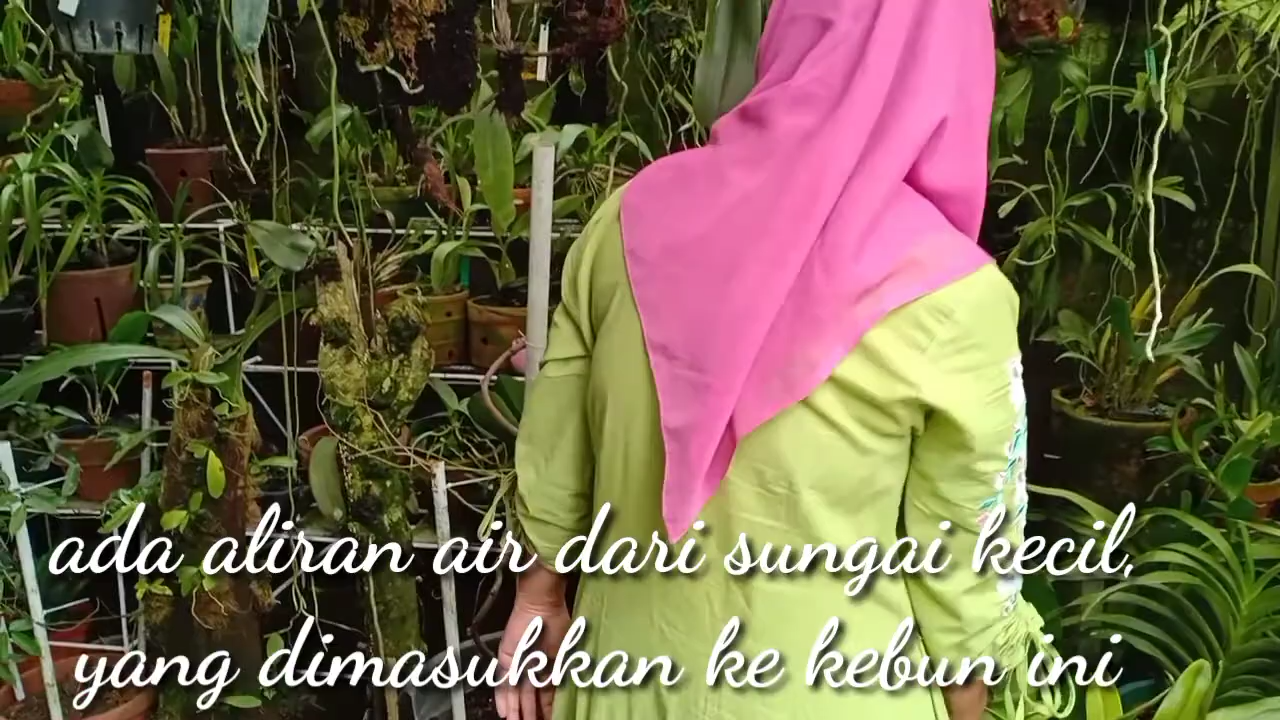 ada aliran air dari sungai kecil,
yang dimasukkan ke kebun ini